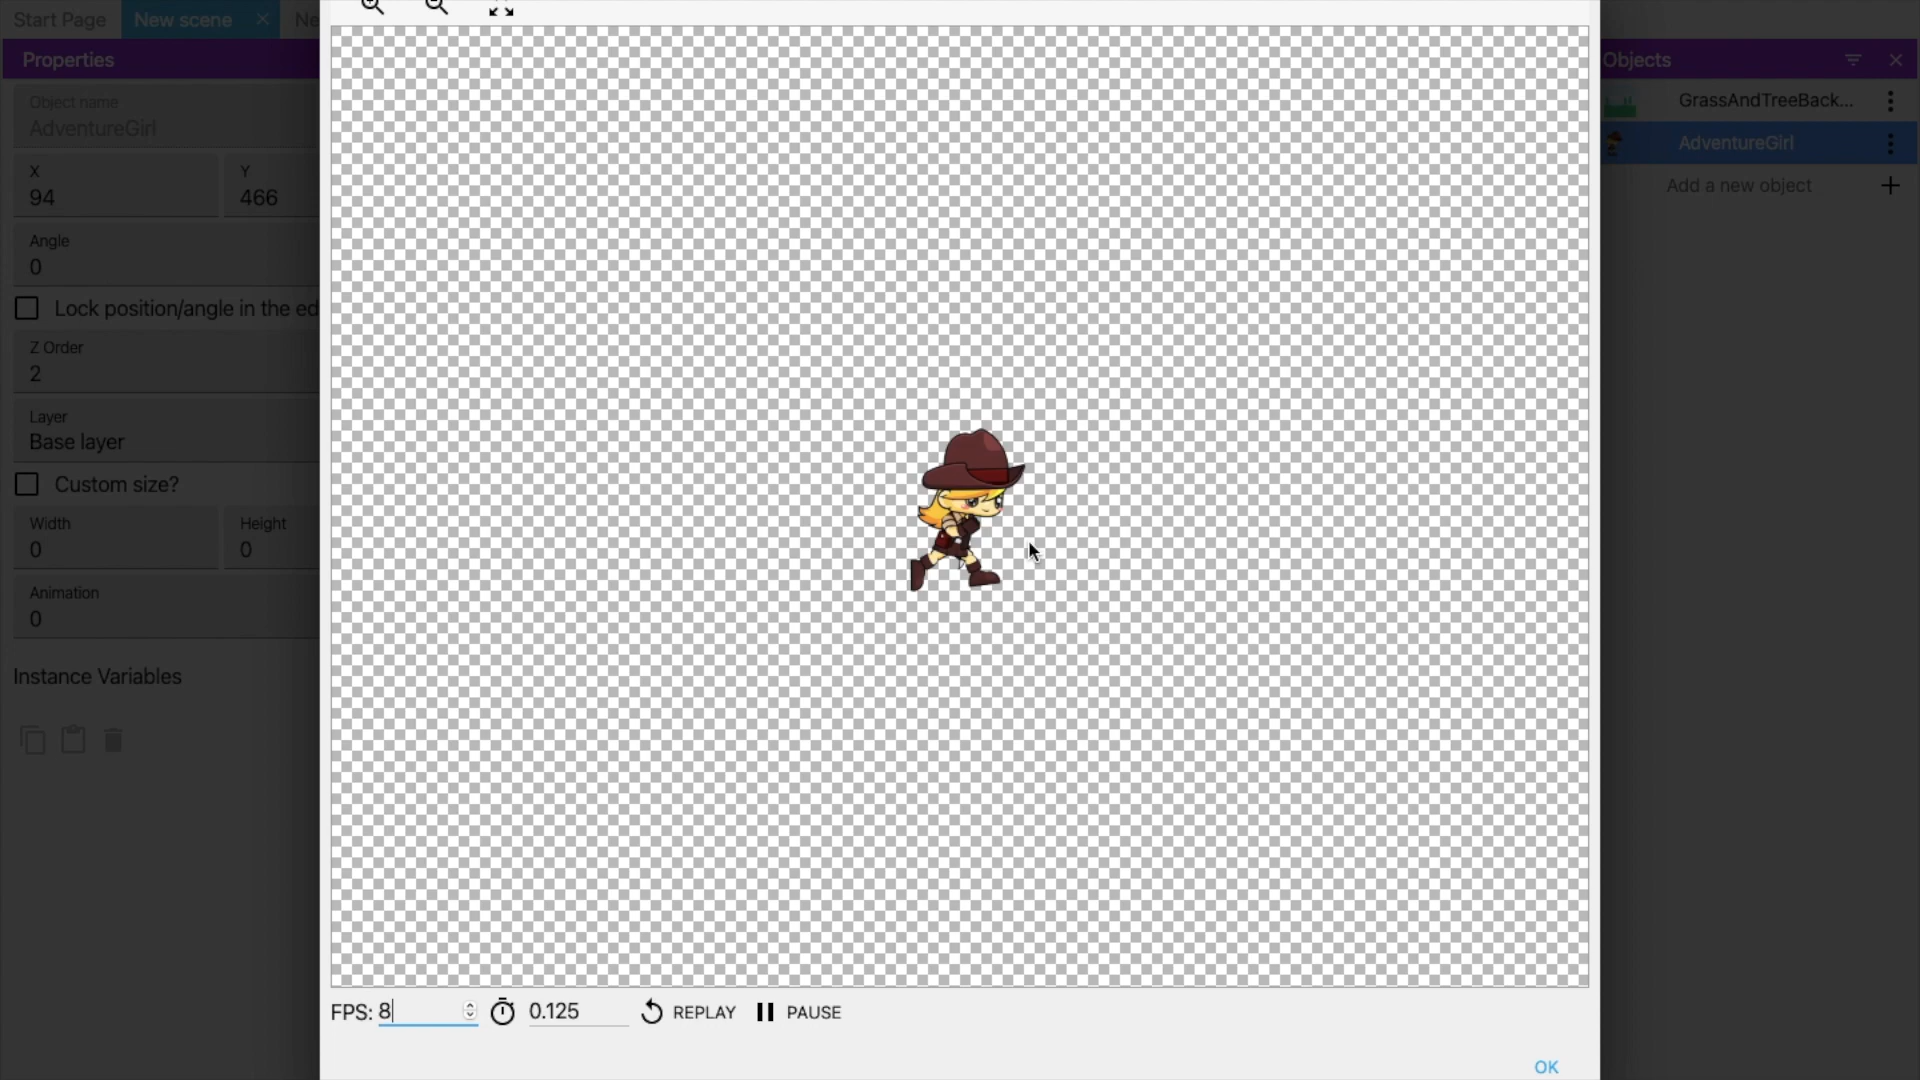 Start Page
New scene
Ne
Properties
Objects
Object name
AdventureGirl
GrassAndTreeBack...
AdventureGirl
Add a new object
X
Y
94
466
Angle
0
Lock position/angle in the ed
Z Order
2
Layer
Base layer
Custom size?
Width
Height
0
0
Animation
0
Instance Variables
FPS: 8
0.125
REPLAY
PAUSE
OK